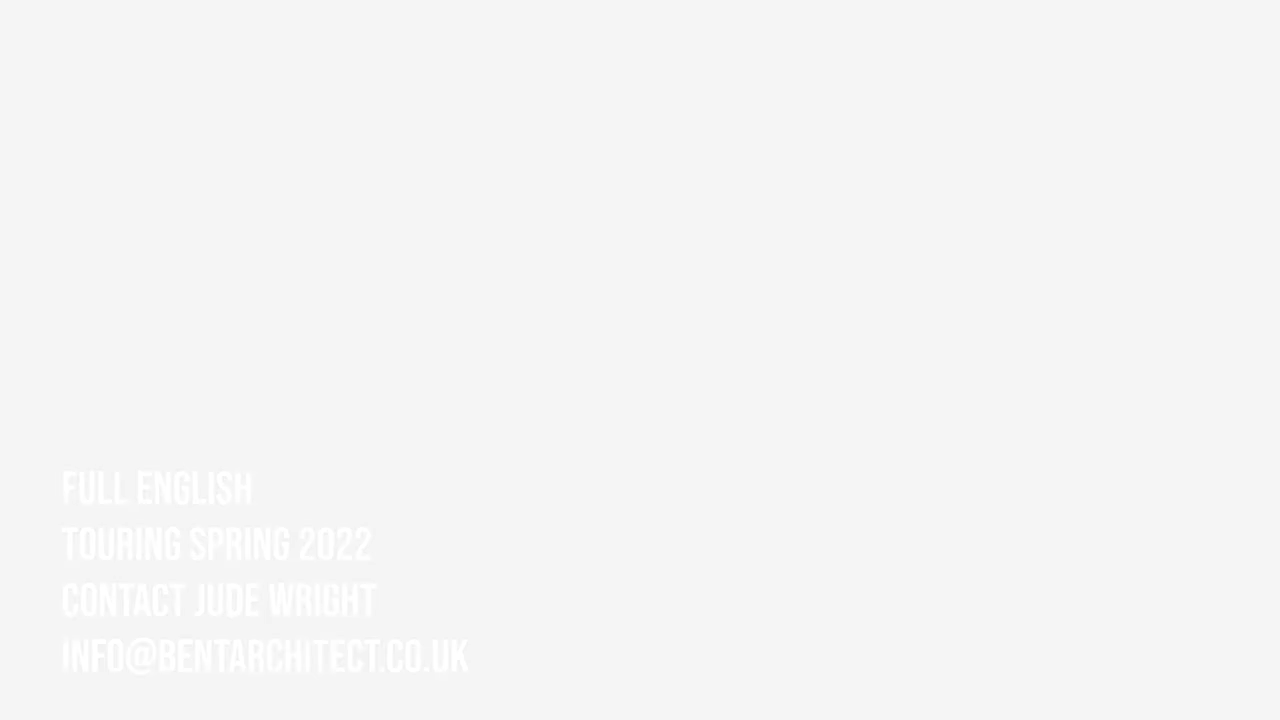 FULL ENGLISH
TOURING SPRING 2022
CONTACT JUDE WRIGHT
INFO@BENTARCHITECT.CO.UK